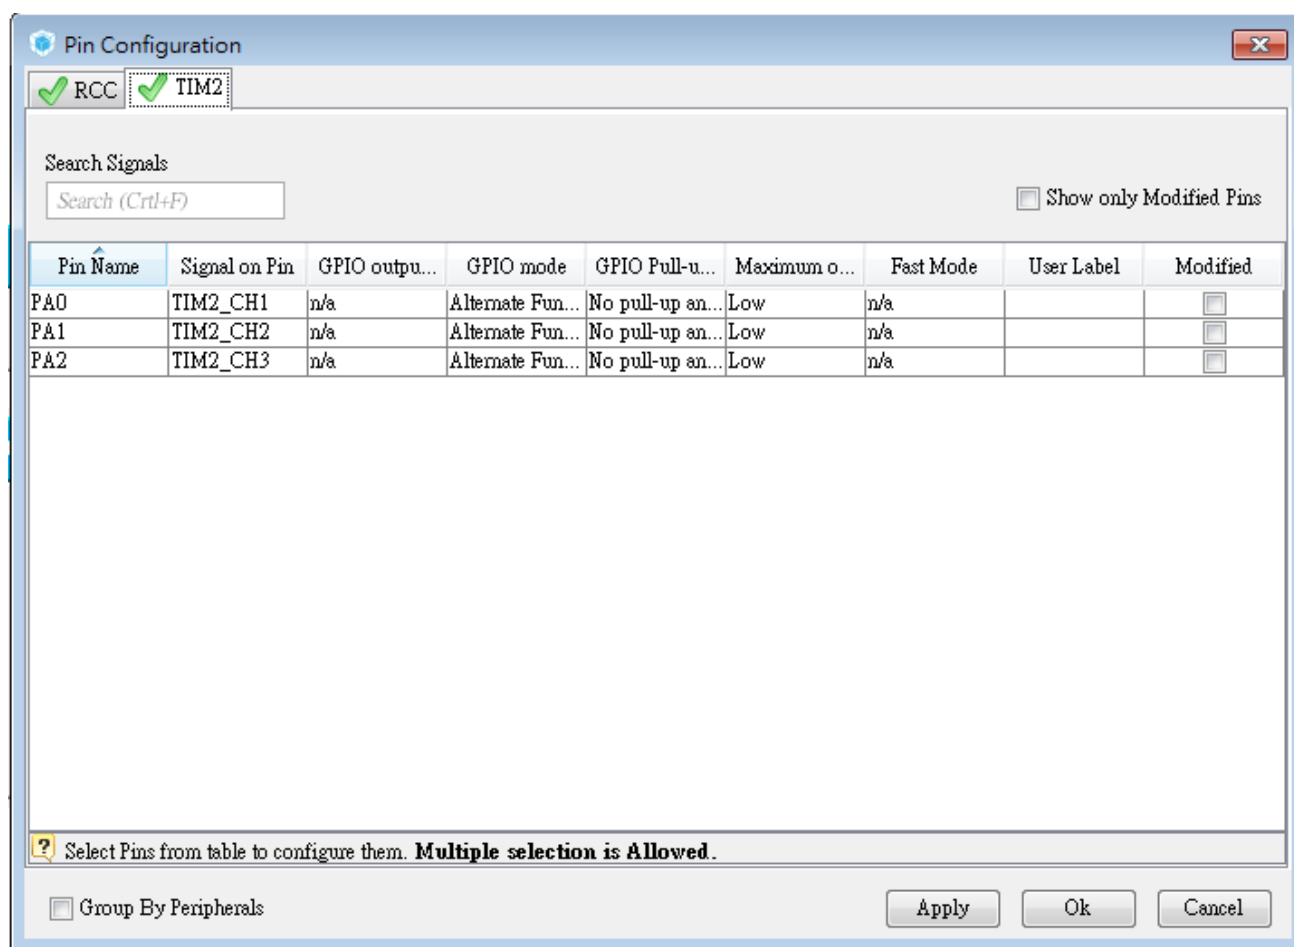 Pin Configuration
RCC TIM2
Search Signals
Search (Crtl+F)
Show only Modified Pins
Pin Name Signal on Pin GPIO outpu... GPIO mode GPIO Pull-u... Maximum o... Fast Mode User Label Modified
PA0 TIM2_CH1 n/a Alternate Fun... No pull-up an... Low n/a
PA1 TIM2_CH2 n/a Alternate Fun... No pull-up an... Low n/a
PA2 TIM2_CH3 n/a Alternate Fun... No pull-up an... Low n/a
Select Pins from table to configure them. Multiple selection is Allowed.
Group By Peripherals Apply Ok Cancel